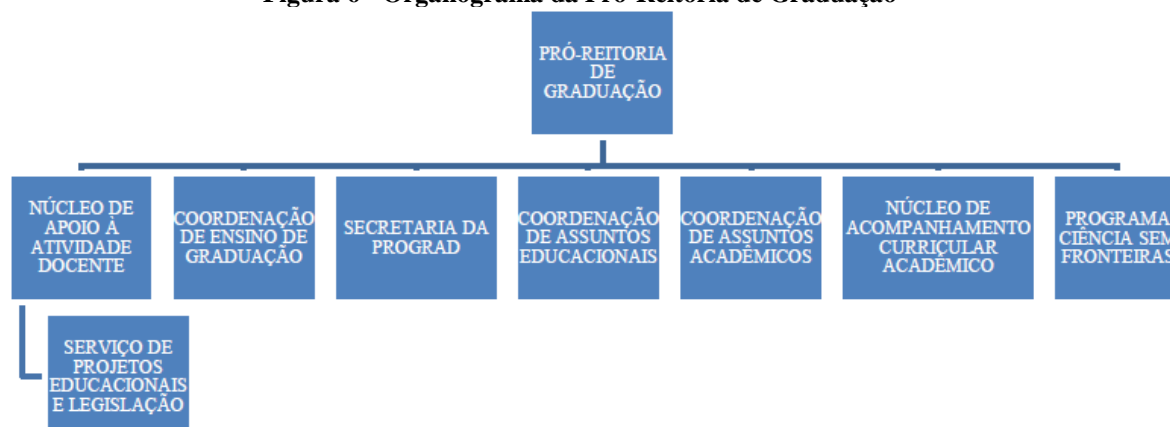 Figura 6 - Organograma da Pró-Reitoria de Graduação
PRÓ-REITORIA
DE
GRADUAÇÃO
NÚCLEO DE
APOIO À
ATIVIDADE
DOCENTE
COORDENAÇÃO
DE ENSINO DE
GRADUAÇÃO
SECRETARIA DA
PROGRAD
COORDENAÇÃO
DE ASSUNTOS
EDUCACIONAIS
COORDENAÇÃO
DE ASSUNTOS
ACADÊMICOS
NÚCLEO DE
ACOMPANHAMENTO
CURRICULAR
ACADÊMICO
PROGRAMA
CIÊNCIA SEM
FRONTEIRAS
SERVIÇO DE
PROJETOS
EDUCACIONAIS
E LEGISLAÇÃO